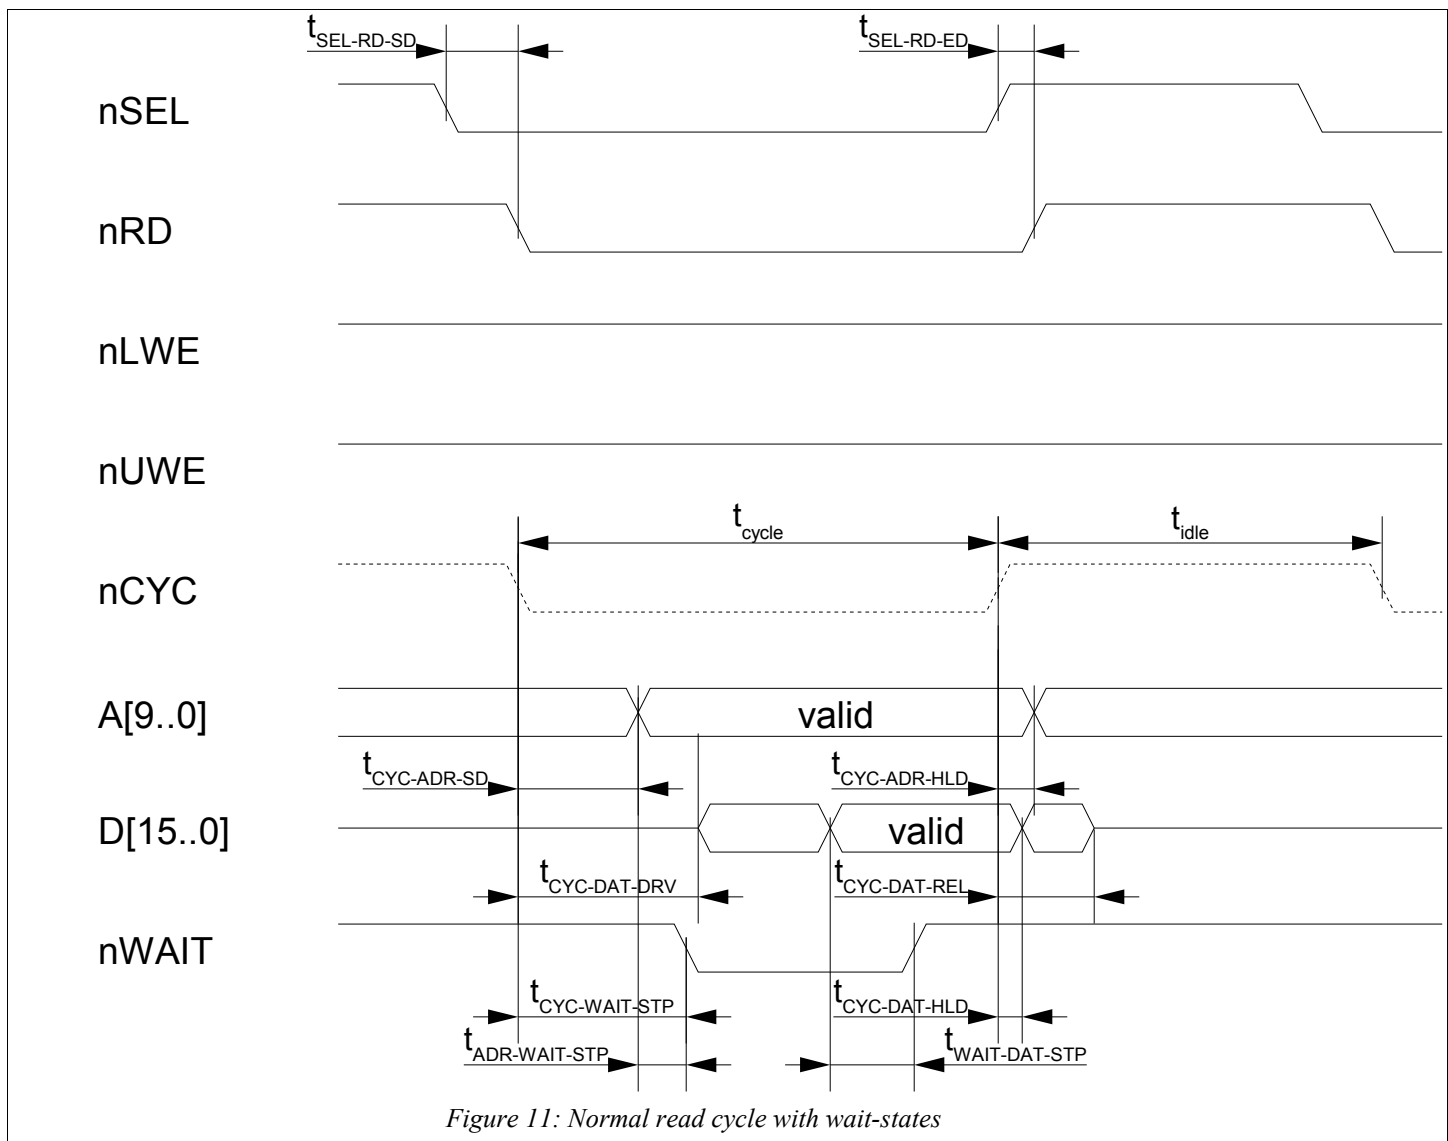 tSEL-RD-SD tSEL-RD-ED
nSEL
nRD
nLWE
nUWE
tcycle tidle
nCYC
A[9..0] valid
tCYC-ADR-SD tCYC-ADR-HLD
D[15..0] valid
tCYC-DAT-DRV tCYC-DAT-REL
nWAIT
tCYC-WAIT-STP tCYC-DAT-HLD
tADR-WAIT-STP tWAIT-DAT-STP
Figure 11: Normal read cycle with wait-states